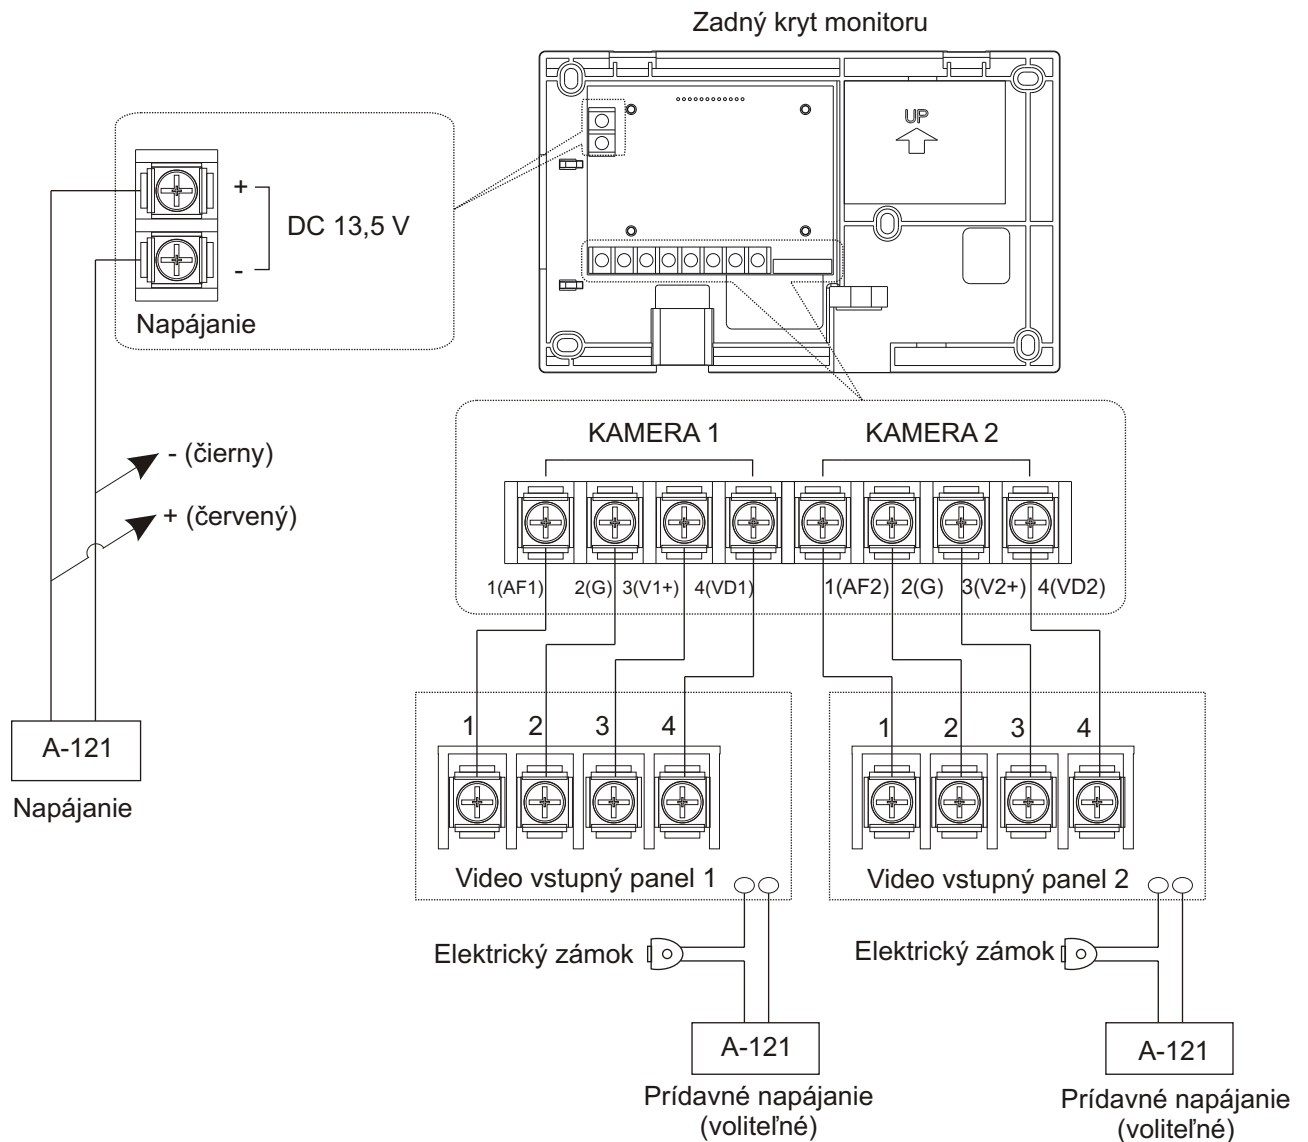 Zadný kryt monitoru
UP
+
DC 13,5 V
-
Napájanie
- (čierny)
+ (červený)
A-121
Napájanie
KAMERA 1
KAMERA 2
1(AF1)
2(G)
3(V1+)
4(VD1)
1(AF2)
2(G)
3(V2+)
4(VD2)
1
2
3
4
Video vstupný panel 1
1
2
3
4
Video vstupný panel 2
Elektrický zámok
A-121
Prídavné napájanie
(voliteľné)
Elektrický zámok
A-121
Prídavné napájanie
(voliteľné)